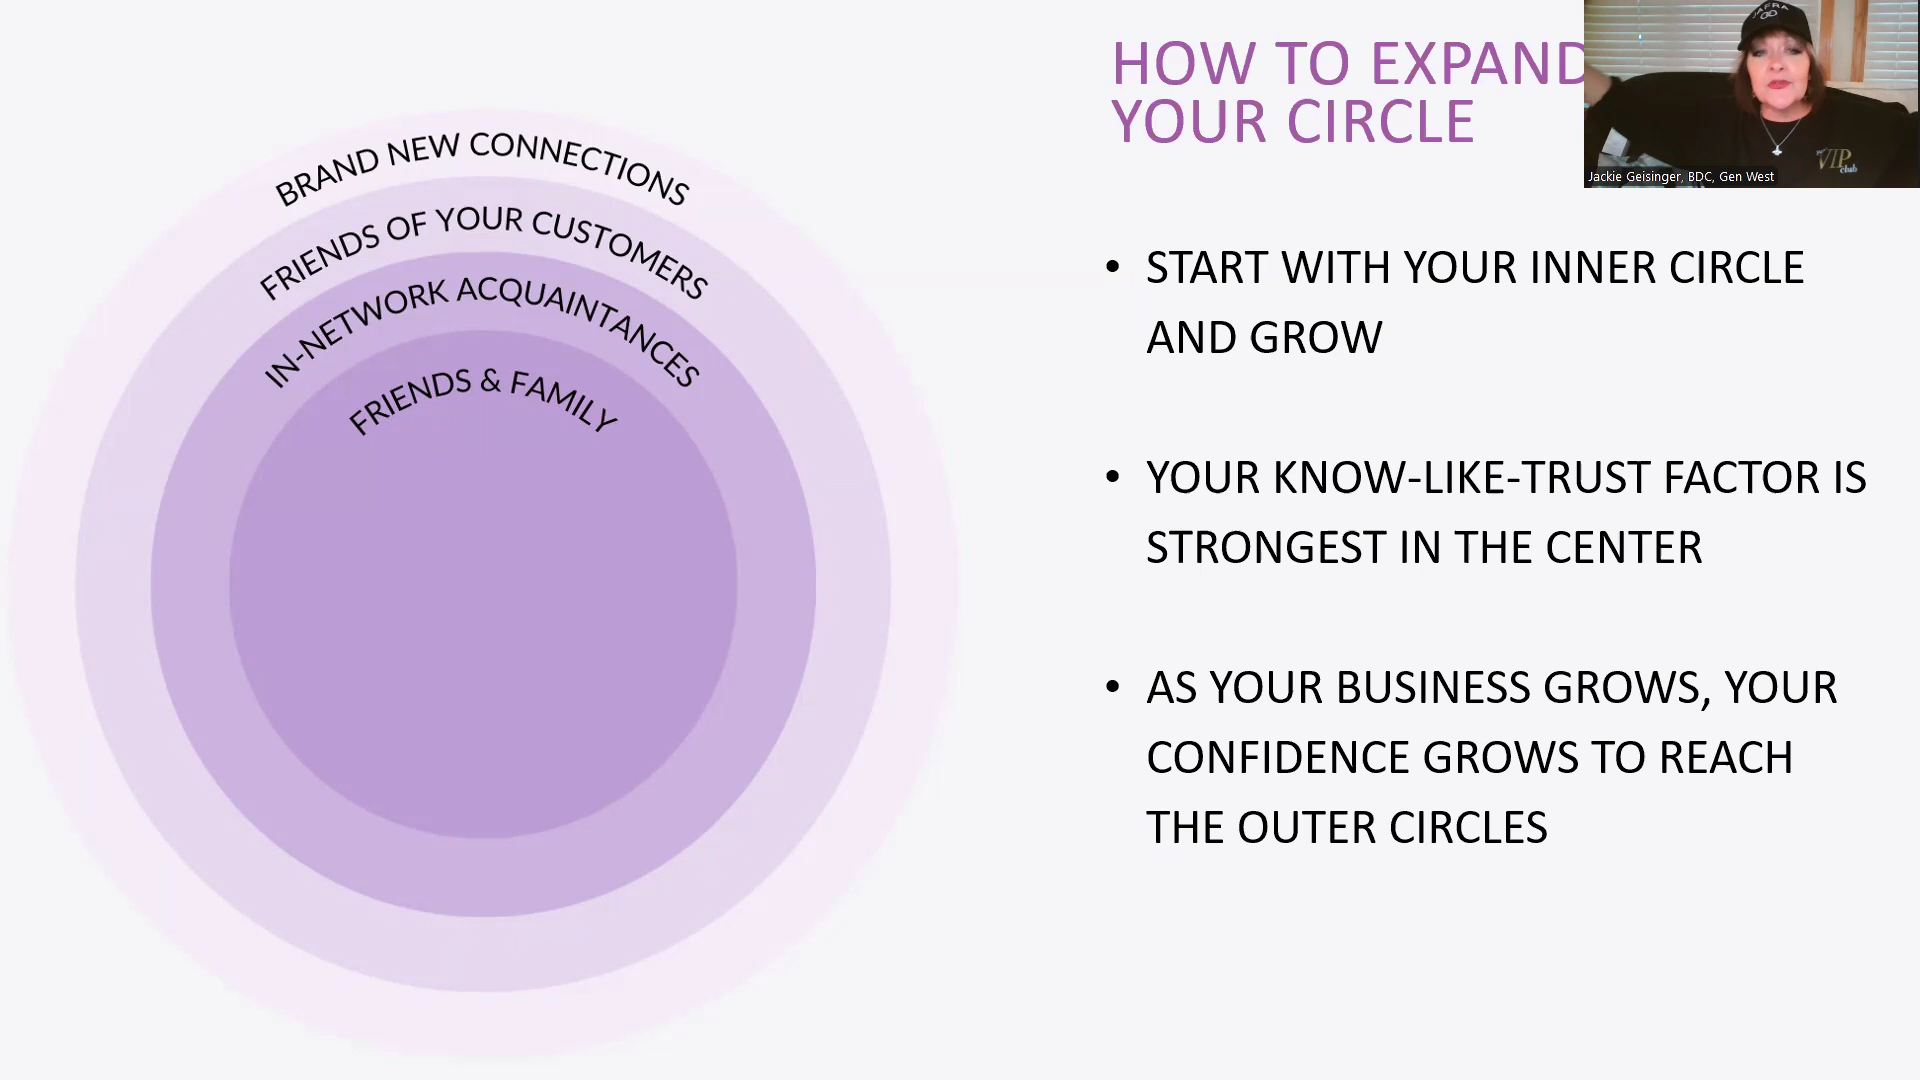 BRAND NEW CONNECTIONS
FRIENDS OF YOUR CUSTOMERS
IN-NETWORK ACQUAINTANCES
FRIENDS & FAMILY
HOW TO EXPAND
YOUR CIRCLE
• START WITH YOUR INNER CIRCLE
AND GROW
• YOUR KNOW-LIKE-TRUST FACTOR IS
STRONGEST IN THE CENTER
• AS YOUR BUSINESS GROWS, YOUR
CONFIDENCE GROWS TO REACH
THE OUTER CIRCLES
JAFRA
VIP
club
Jackie Geisinger, BDC, Gen West